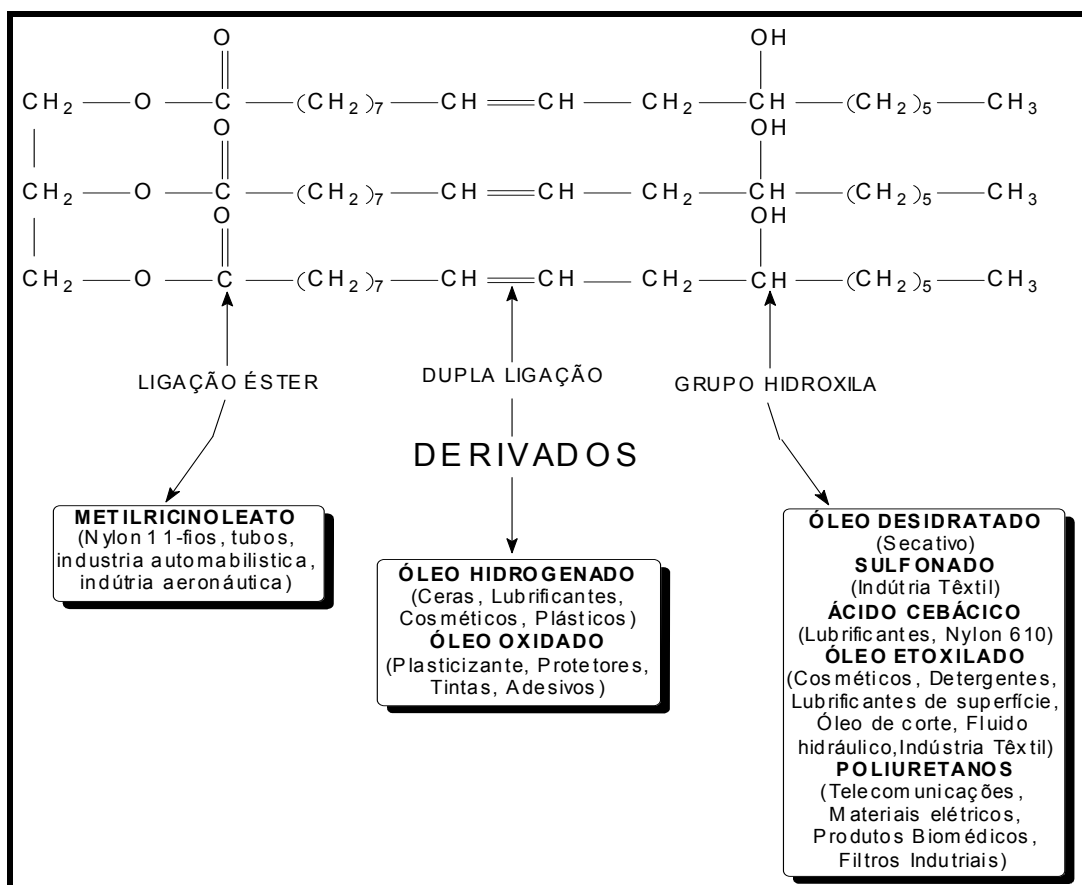 O OH
CH2 O C (CH2)7 CH CH CH2 CH (CH2)5 CH3
O OH
CH2 O C (CH2)7 CH CH CH2 CH (CH2)5 CH3
O OH
CH2 O C (CH2)7 CH CH CH2 CH (CH2)5 CH3
LIGAÇÃO ÉSTER
DUPLA LIGAÇÃO
GRUPO HIDROXILA
DERIVADOS
METILRICINOLEATO
(Nylon 11-fios, tubos,
industria automabilistica,
indútria aeronáutica)
ÓLEO HIDROGENADO
(Ceras, Lubrificantes,
Cosméticos, Plásticos)
ÓLEO OXIDADO
(Plasticizante, Protetores,
Tintas, Adesivos)
ÓLEO DESIDRATADO
(Secativo)
SULFONADO
(Indútria Têxtil)
ÁCIDO CEBÁCICO
(Lubrificantes, Nylon 610)
ÓLEO ETOXILADO
(Cosméticos, Detergentes,
Lubrificantes de superfície,
Óleo de corte, Fluido
hidráulico,Indústria Têxtil)
POLIURETANOS
(Telecomunicações,
Materiais elétricos,
Produtos Biomédicos,
Filtros Indutriais)